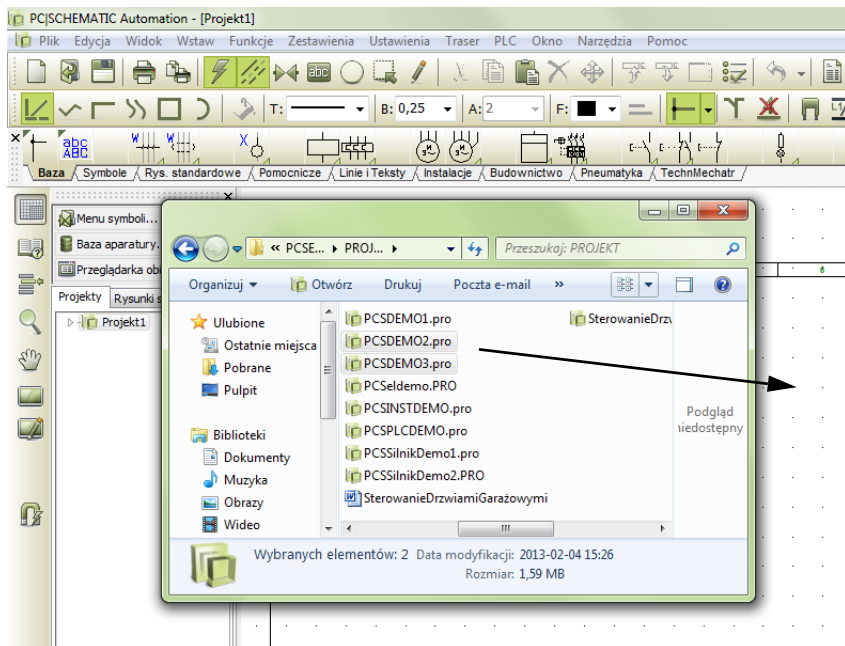 PC|SCHEMATIC Automation - [Projekt1]
Plik Edycja Widok Wstaw Funkcje Zestawienia Ustawienia Traser PLC Okno Narzędzia Pomoc
abc
T: B: 0,25 A: 2 F:
abc
ABC
W W X
Baza Symbole Rys. standardowe Pomocnicze Linie i Teksty Instalacje Budownictwo Pneumatyka TechnMechatr
Menu symboli...
Baza aparatury.
Przeglądarka obi
Projekty Rysunki s
Projekt1
« PCSE... PROJ...
Przeszukaj: PROJEKT
Organizuj Otwórz Drukuj Poczta e-mail »
Ulubione
Ostatnie miejsca
Pobrane
Pulpit
Biblioteki
Dokumenty
Muzyka
Obrazy
Wideo
PCSDEMO1.pro
PCSDEMO2.pro
PCSDEMO3.pro
PCSeldemo.PRO
PCSINSTDEMO.pro
PCSPLCDEMO.pro
PCSSilnikDemo1.pro
PCSSilnikDemo2.PRO
SterowanieDrzwiamiGarażowymi
SterowanieDrzw
Podgląd
niedostępny
6
Wybranych elementów: 2 Data modyfikacji: 2013-02-04 15:26
Rozmiar: 1,59 MB